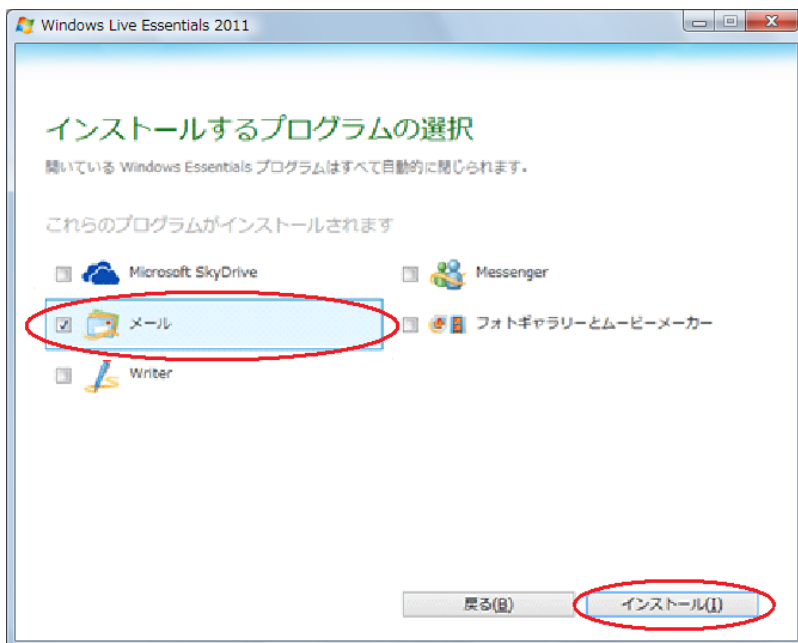 Windows Live Essentials 2011
インストールするプログラムの選択
開いている Windows Essentials プログラムはすべて自動的に閉じられます。
これらのプログラムがインストールされます
Microsoft SkyDrive
Messenger
メール
フォトギャラリーとムービーメーカー
Writer
戻る(B)
インストール(I)